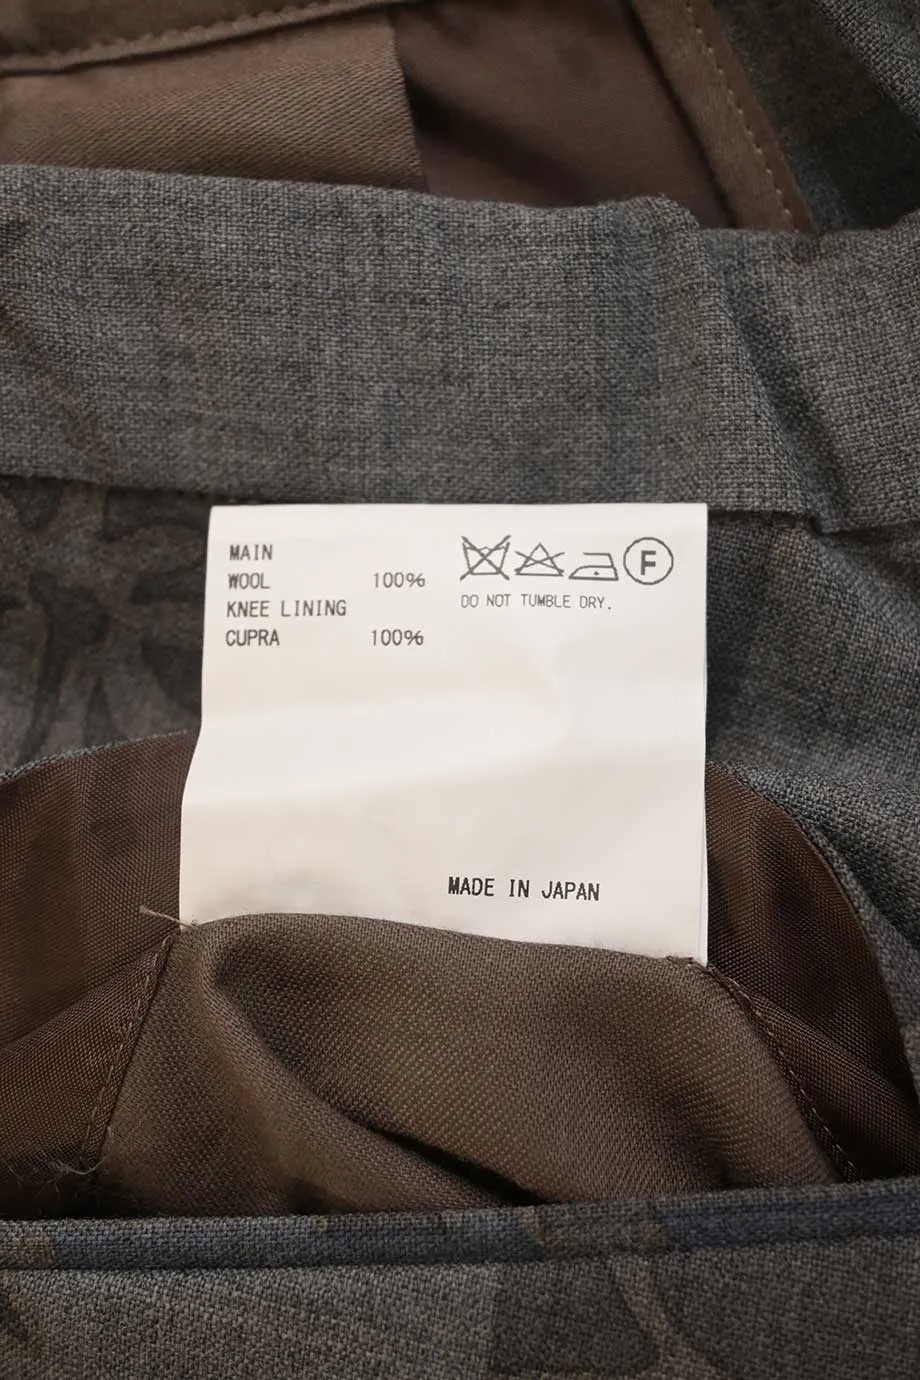 MAIN
WOOL 100%
KNEE LINING
CUPRA 100%
F
DO NOT TUMBLE DRY.
MADE IN JAPAN